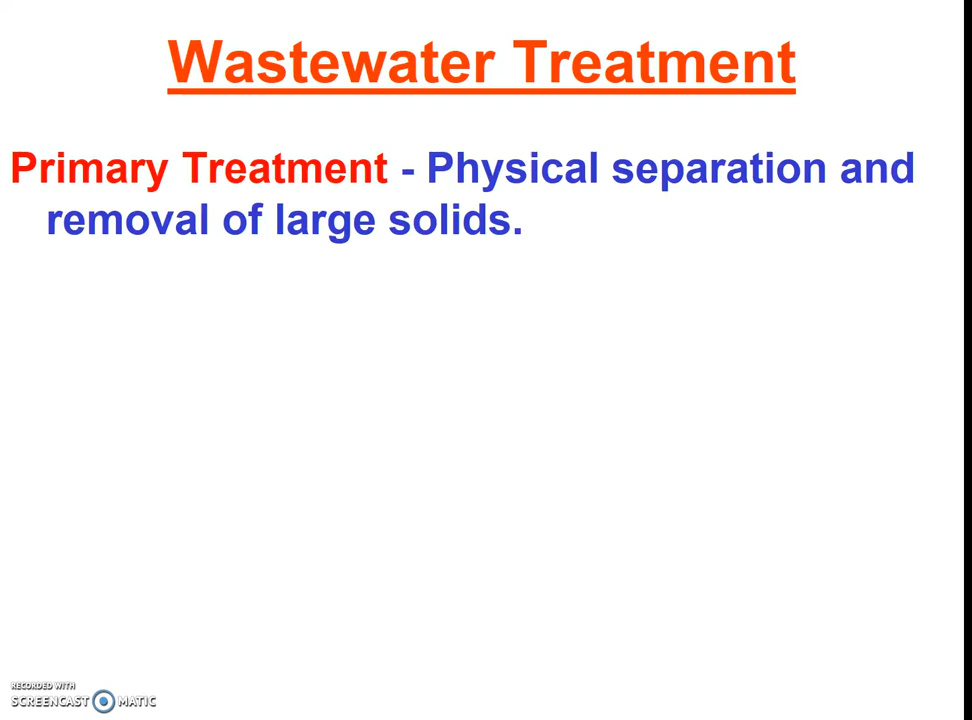 Wastewater Treatment
Primary Treatment - Physical separation and
removal of large solids.
RECORDED WITH
SCREENCAST MATIC